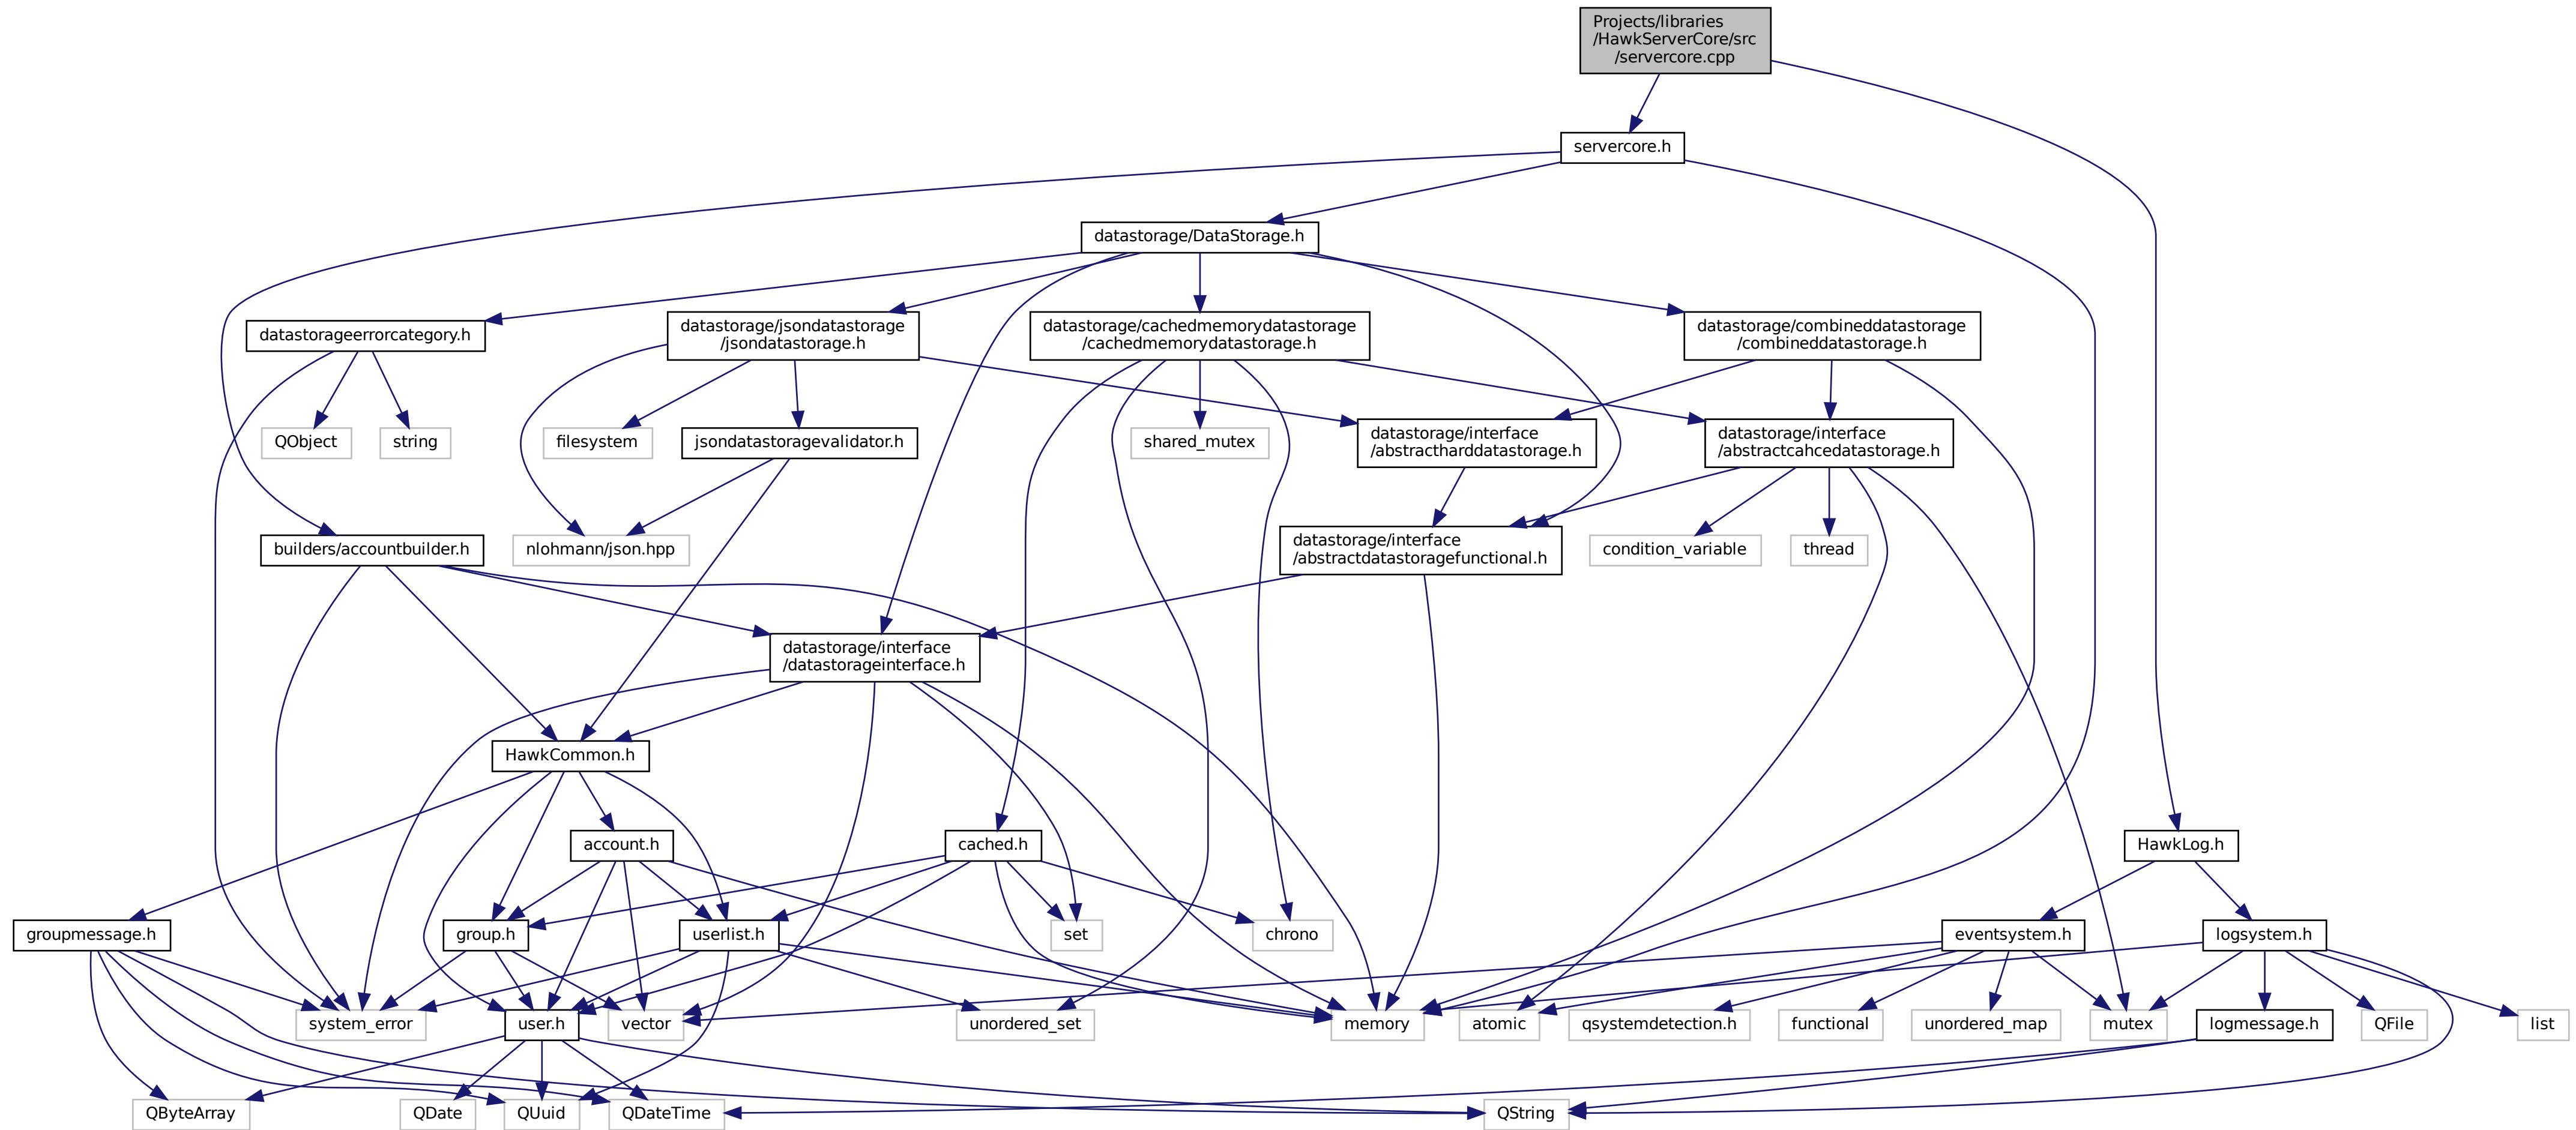 Projects/libraries
/HawkServerCore/src
/servercore.cpp
servercore.h
datastorage/DataStorage.h
datastorageerrorcategory.h
datastorage/jsondatastorage
/jsondatastorage.h
datastorage/cachedmemorydatastorage
/cachedmemorydatastorage.h
datastorage/combineddatastorage
/combineddatastorage.h
QObject
string
filesystem
jsondatastoragevalidator.h
shared_mutex
datastorage/interface
/abstractharddatastorage.h
datastorage/interface
/abstractcahcedatastorage.h
builders/accountbuilder.h
nlohmann/json.hpp
datastorage/interface
/abstractdatastoragefunctional.h
condition_variable
thread
datastorage/interface
/datastorageinterface.h
HawkCommon.h
account.h
cached.h
HawkLog.h
groupmessage.h
group.h
userlist.h
set
chrono
eventsystem.h
logsystem.h
system_error
user.h
vector
unordered_set
memory
atomic
qsystemdetection.h
functional
unordered_map
mutex
logmessage.h
QFile
list
QByteArray
QDate
QUuid
QDateTime
QString